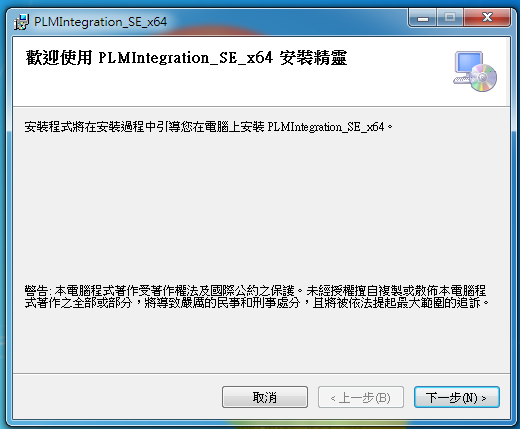 PLMIntegration_SE_x64
歡迎使用 PLMIntegration_SE_x64 安裝精靈
安裝程式將在安裝過程中引導您在電腦上安裝 PLMIntegration_SE_x64。
警告: 本電腦程式著作受著作權法及國際公約之保護。未經授權擅自複製或散佈本電腦程
式著作之全部或部分，將導致嚴厲的民事和刑事處分，且將被依法提起最大範圍的追訴。
取消
< 上一步(B)
下一步(N) >